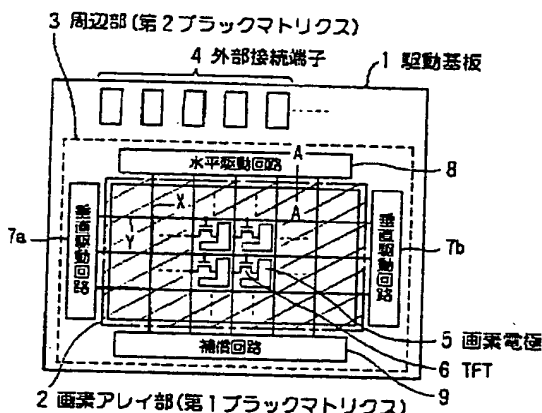 3 周辺部(第2ブラックマトリクス)
4 外部接続端子
1 駆動基板
水平駆動回路
A
8
X
A
7a
垂直駆動回路
Y
垂直駆動回路
7b
5 画素電極
補償回路
6 TFT
9
2 画素アレイ部(第1ブラックマトリクス)